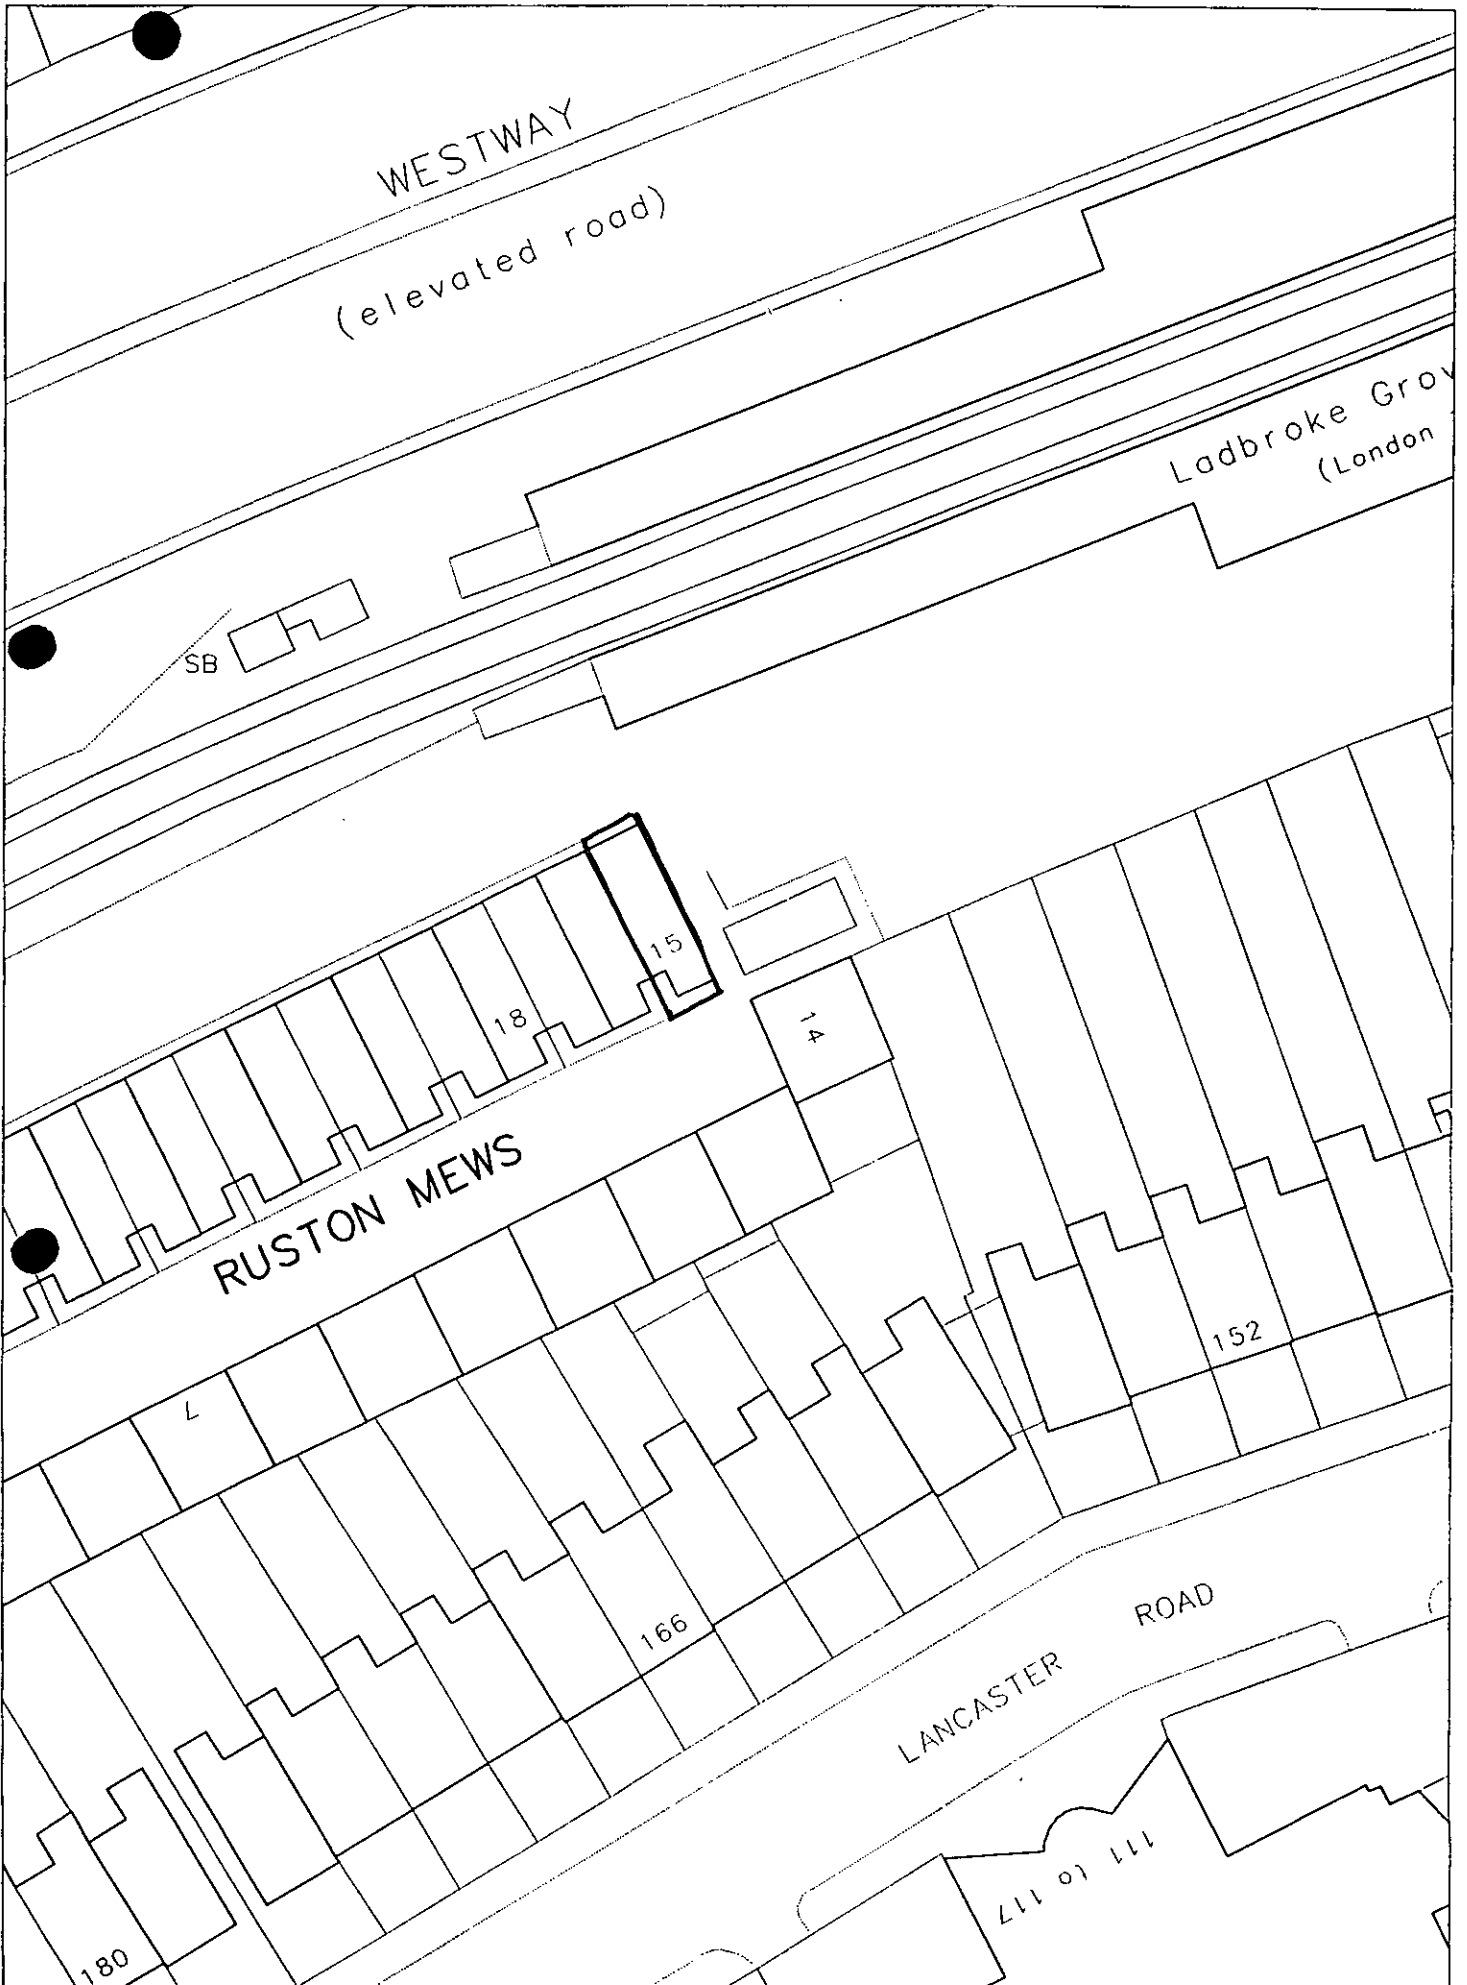 WESTWAY
(elevated road)
Ladbroke Grov
(London
SB
15
18
14
RUSTON MEWS
7
152
166
ROAD
LANCASTER
111 to 117
180